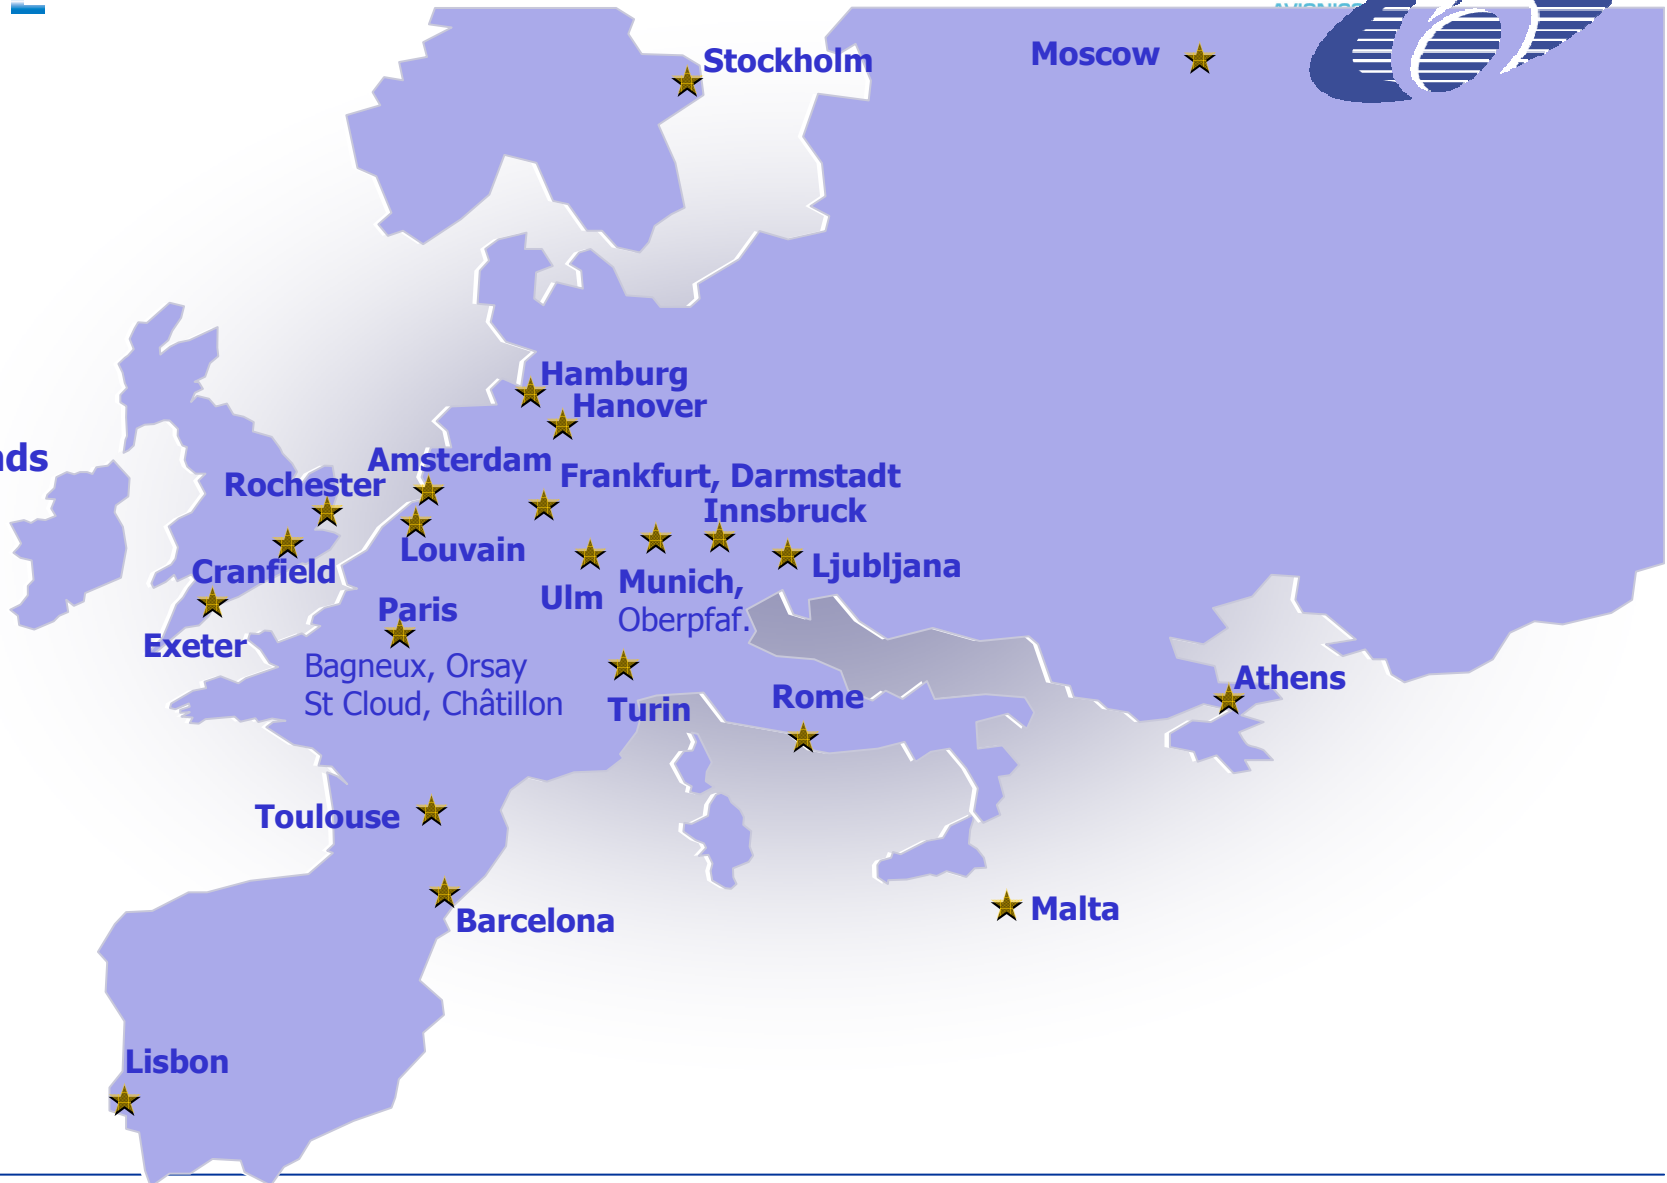 Stockholm
Moscow
Hamburg
Hanover
nds
Amsterdam
Frankfurt, Darmstadt
Rochester
Innsbruck
Louvain
Cranfield
Ljubljana
Munich,
Oberpfaf.
Ulm
Paris
Exeter
Bagneux, Orsay
St Cloud, Châtillon
Athens
Turin
Rome
Toulouse
Barcelona
Malta
Lisbon